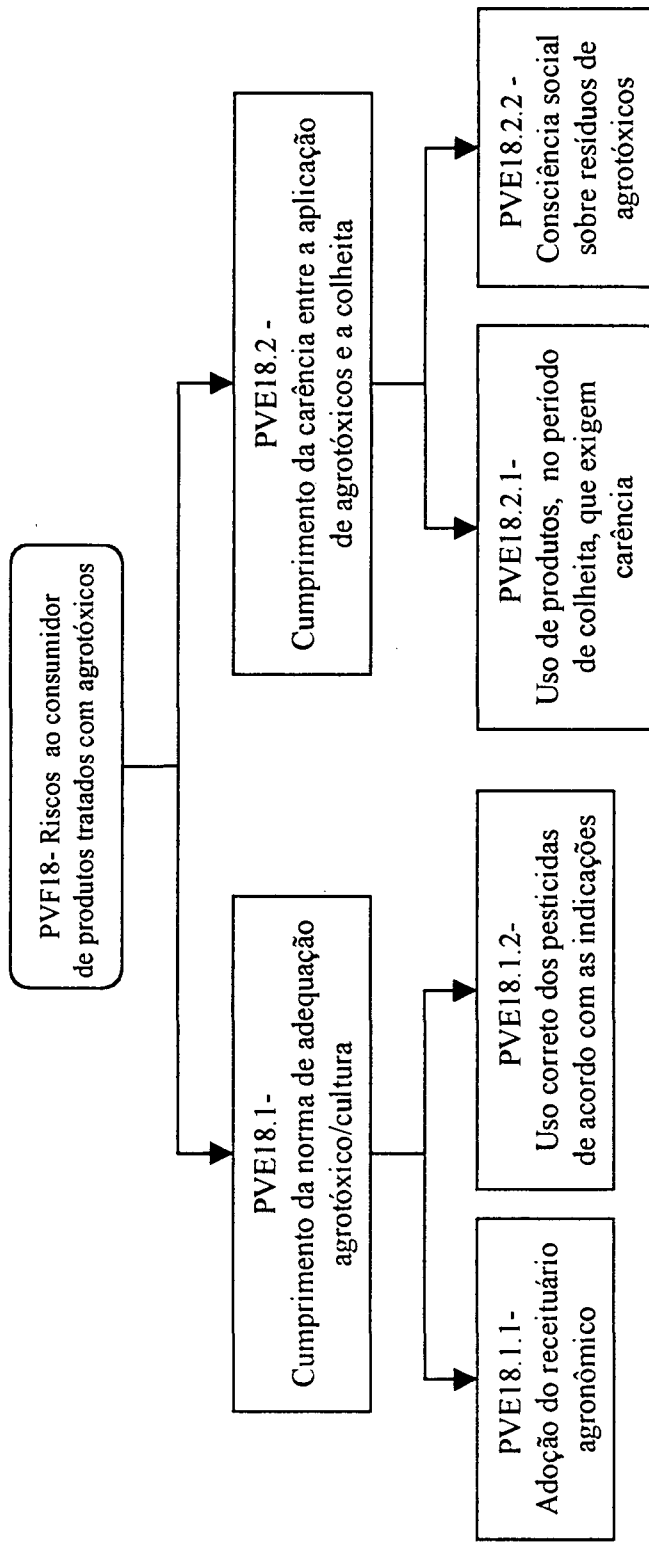 PVF18- Riscos ao consumidor
de produtos tratados com agrotóxicos
PVE18.1-
Cumprimento da norma de adequação
agrotóxico/cultura
PVE18.2 -
Cumprimento da carência entre a aplicação
de agrotóxicos e a colheita
PVE18.1.1-
Adoção do receituário
agronômico
PVE18.1.2-
Uso correto dos pesticidas
de acordo com as indicações
PVE18.2.1-
Uso de produtos, no período
de colheita, que exigem
carência
PVE18.2.2 -
Consciência social
sobre resíduos de
agrotóxicos